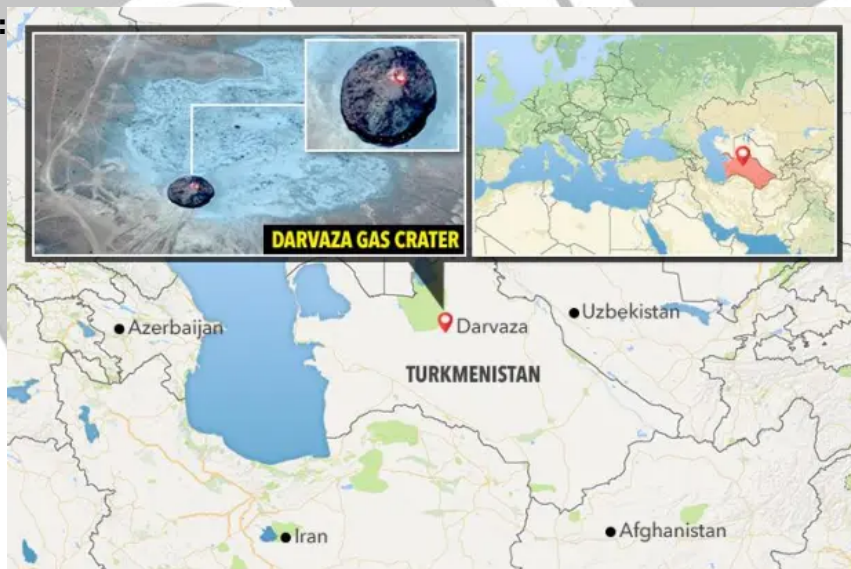 DARVAZA GAS CRATER
Azerbaijan
Darvaza
Uzbekistan
TURKMENISTAN
Iran
Afghanistan